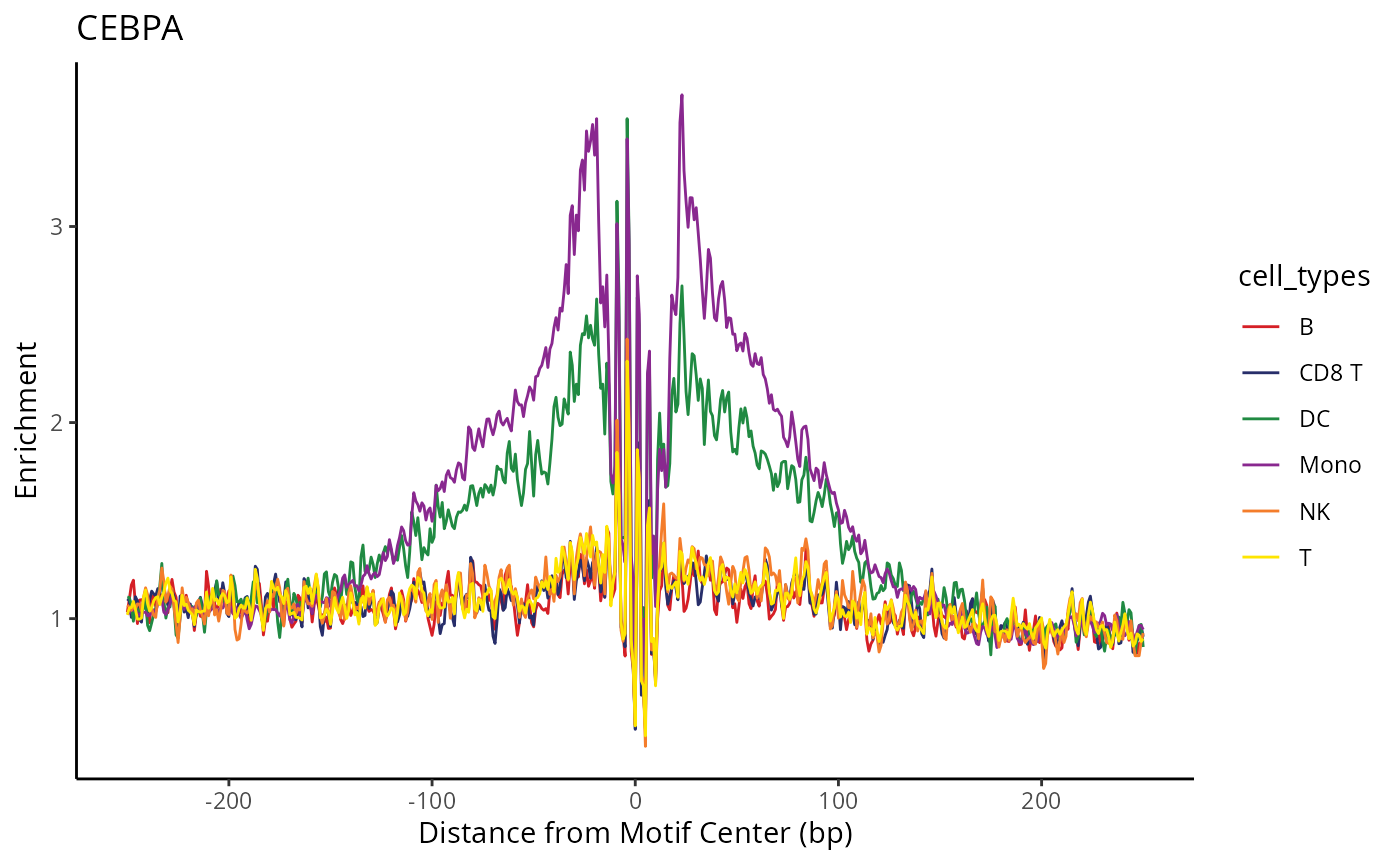 CEBPA
Enrichment
3
2
1
-200
-100
0
100
200
Distance from Motif Center (bp)
cell_types
B
CD8 T
DC
Mono
NK
T